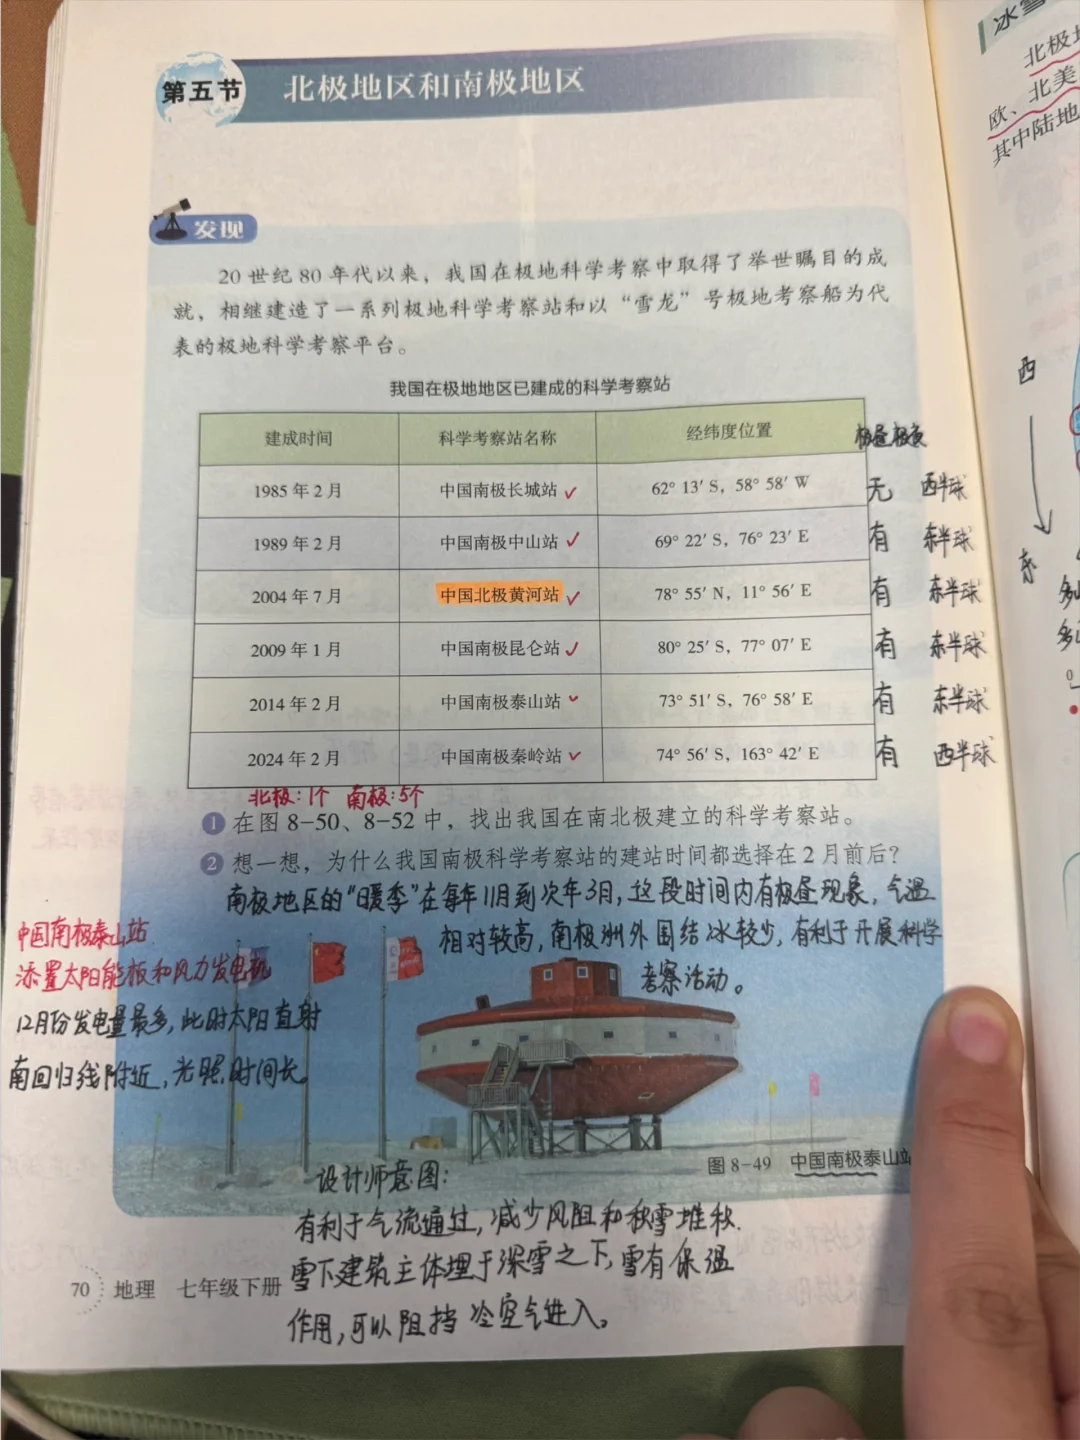 第五节 北极地区和南极地区
发现
20世纪80年代以来，我国在极地科学考察中取得了举世瞩目的成
就，相继建造了一系列极地科学考察站和以“雪龙”号极地考察船为代
表的极地科学考察平台。
我国在极地地区已建成的科学考察站
建成时间 科学考察站名称 经纬度位置 极昼极夜
1985年2月 中国南极长城站 62° 13′ S，58° 58′ W 无 西半球
1989年2月 中国南极中山站 69° 22′ S，76° 23′ E 有 东半球
2004年7月 中国北极黄河站 78° 55′ N，11° 56′ E 有 东半球
2009年1月 中国南极昆仑站 80° 25′ S，77° 07′ E 有 东半球
2014年2月 中国南极泰山站 73° 51′ S，76° 58′ E 有 东半球
2024年2月 中国南极秦岭站 74° 56′ S，163° 42′ E 有 西半球
北极：1个 南极：5个
1 在图8-50、8-52中，找出我国在南北极建立的科学考察站。
2 想一想，为什么我国南极科学考察站的建站时间都选择在2月前后？
南极地区的“暖季”在每年11月到次年3月，这段时间内有极昼现象，气温
相对较高，南极洲外围结冰较少，有利于开展科学
考察活动。
中国南极泰山站
添置太阳能板和风力发电机
12月份发电量最多，此时太阳直射
南回归线附近，光照时间长。
图8-49 中国南极泰山站
设计师意图：
有利于气流通过，减少风阻和积雪堆积.
雪下建筑主体埋于深雪之下，雪有保温
作用，可以阻挡冷空气进入。
70 地理 七年级下册
冰雪
北极地
欧、北美
其中陆地
西
东
0